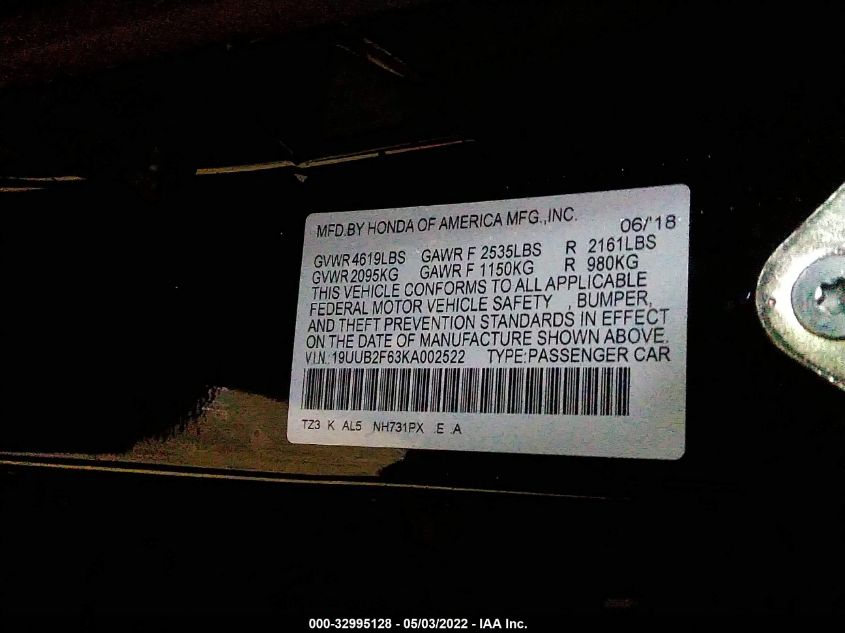 MFD.BY HONDA OF AMERICA MFG.,INC. 06/'18
GVWR 4619LBS GAWR F 2535LBS R 2161LBS
GVWR 2095KG GAWR F 1150KG R 980KG
THIS VEHICLE CONFORMS TO ALL APPLICABLE
FEDERAL MOTOR VEHICLE SAFETY , BUMPER,
AND THEFT PREVENTION STANDARDS IN EFFECT
ON THE DATE OF MANUFACTURE SHOWN ABOVE.
V.I.N.:19UUB2F63KA002522 TYPE:PASSENGER CAR
TZ3 K AL5 NH731PX .E .A
000-32995128 - 05/03/2022 - IAA Inc.